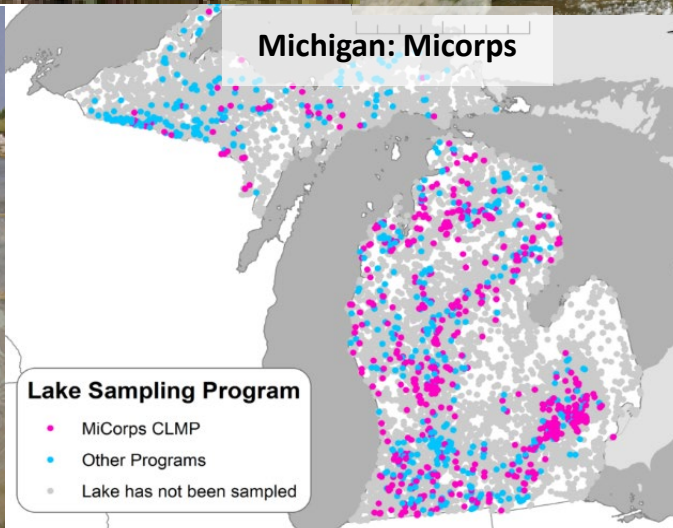 Michigan: Micorps
Lake Sampling Program
MiCorps CLMP
Other Programs
Lake has not been sampled